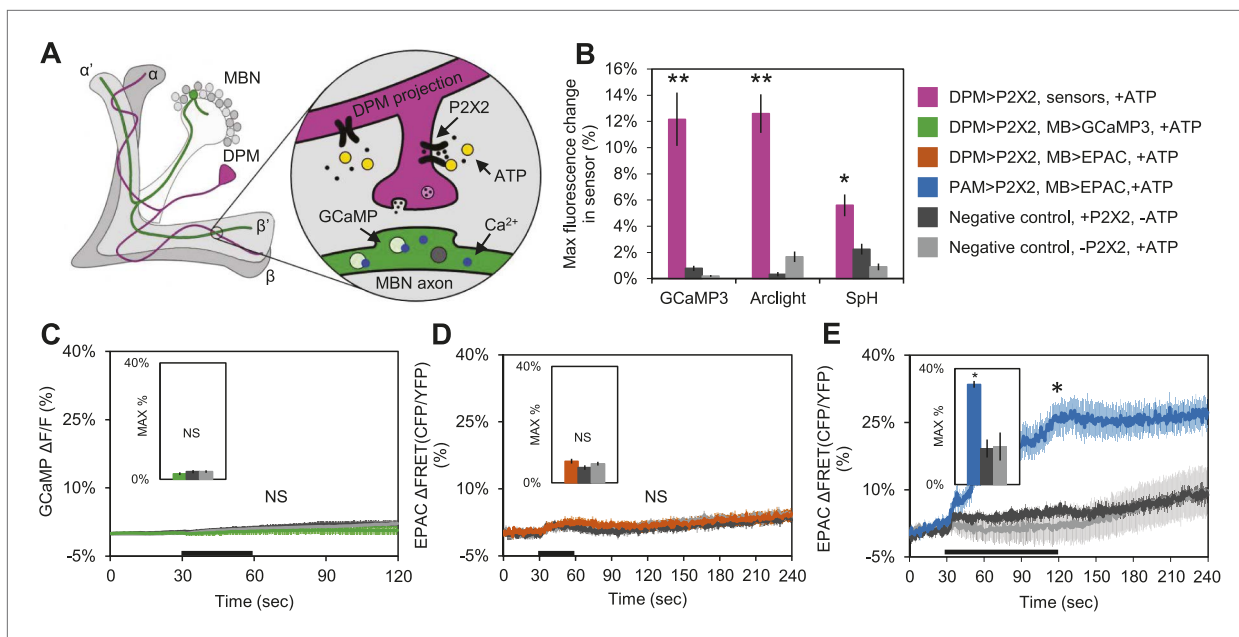 A
α'
α
MBN
DPM
β'
β
DPM projection
P2X2
ATP
GCaMP
Ca2+
MBN axon
B
Max fluorescence change
in sensor (%)
16%
14%
12%
10%
8%
6%
4%
2%
0%
**
**
*
GCaMP3
Arclight
SpH
DPM>P2X2, sensors, +ATP
DPM>P2X2, MB>GCaMP3, +ATP
DPM>P2X2, MB>EPAC, +ATP
PAM>P2X2, MB>EPAC,+ATP
Negative control, +P2X2, -ATP
Negative control, -P2X2, +ATP
C
GCaMP ΔF/F (%)
40%
25%
10%
-5%
40%
MAX %
0%
NS
NS
0
30
60
90
120
Time (sec)
D
EPAC ΔFRET(CFP/YFP)
(%)
40%
25%
10%
-5%
40%
MAX %
0%
NS
NS
0
30
60
90
120
150
180
210
240
Time (sec)
E
EPAC ΔFRET(CFP/YFP)
(%)
40%
25%
10%
-5%
40%
MAX %
0%
*
*
0
30
60
90
120
150
180
210
240
Time (sec)